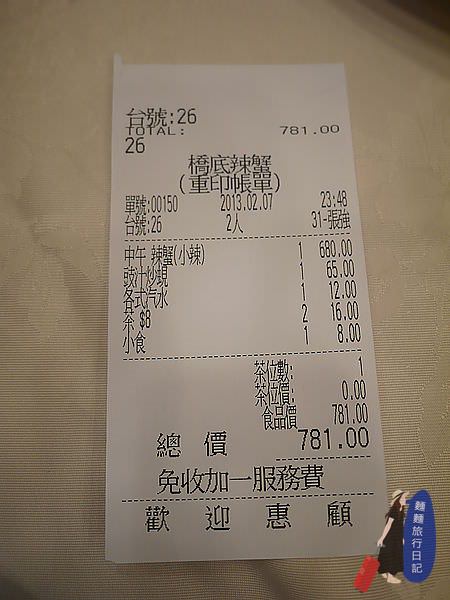 台號:26
TOTAL: 781.00
26
橋底辣蟹
(重印帳單)
單號:00150 2013.02.07 23:48
台號:26 2人 31-張強
中午 辣蟹(小辣) 1 680.00
豉汁炒蜆 1 65.00
各式汽水 1 12.00
茶 $8 2 16.00
小食 1 8.00
茶位數: 1
茶位價: 0.00
食品價 781.00
總 價 781.00
免收加一服務費
歡 迎 惠 顧
麵麵旅行日記